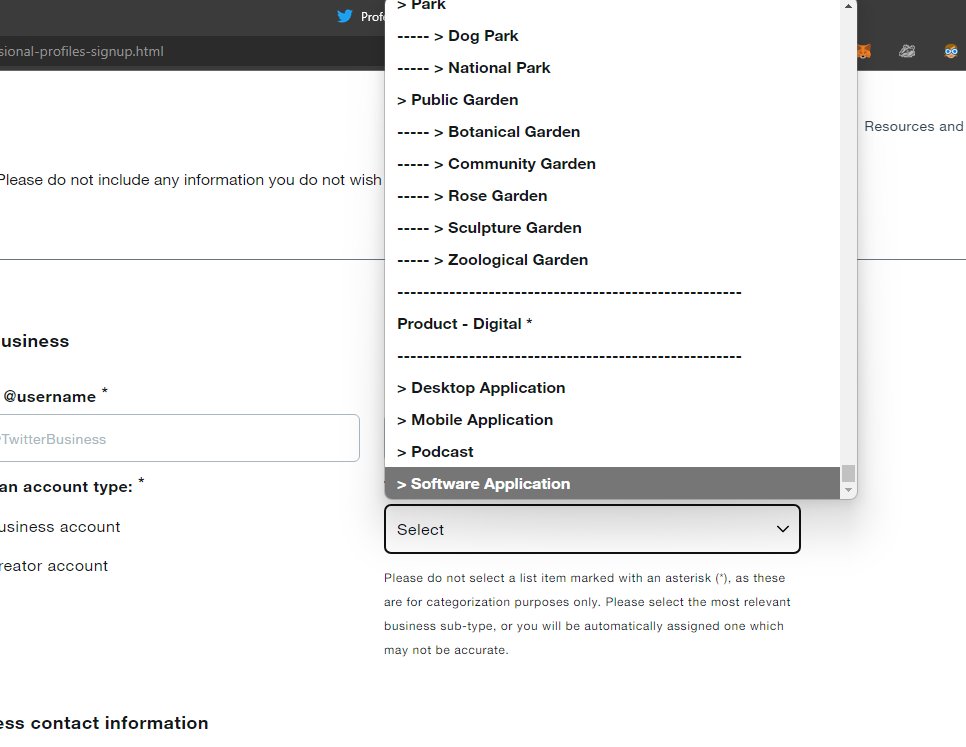 Profe
sional-profiles-signup.html
> Park
----- > Dog Park
----- > National Park
> Public Garden
----- > Botanical Garden
----- > Community Garden
----- > Rose Garden
----- > Sculpture Garden
----- > Zoological Garden
-------------------------------------------------------
Product - Digital *
-------------------------------------------------------
> Desktop Application
> Mobile Application
> Podcast
> Software Application
Resources and
Please do not include any information you do not wish
usiness
@username *
TwitterBusiness
an account type: *
usiness account
reator account
Select
Please do not select a list item marked with an asterisk (*), as these
are for categorization purposes only. Please select the most relevant
business sub-type, or you will be automatically assigned one which
may not be accurate.
ess contact information